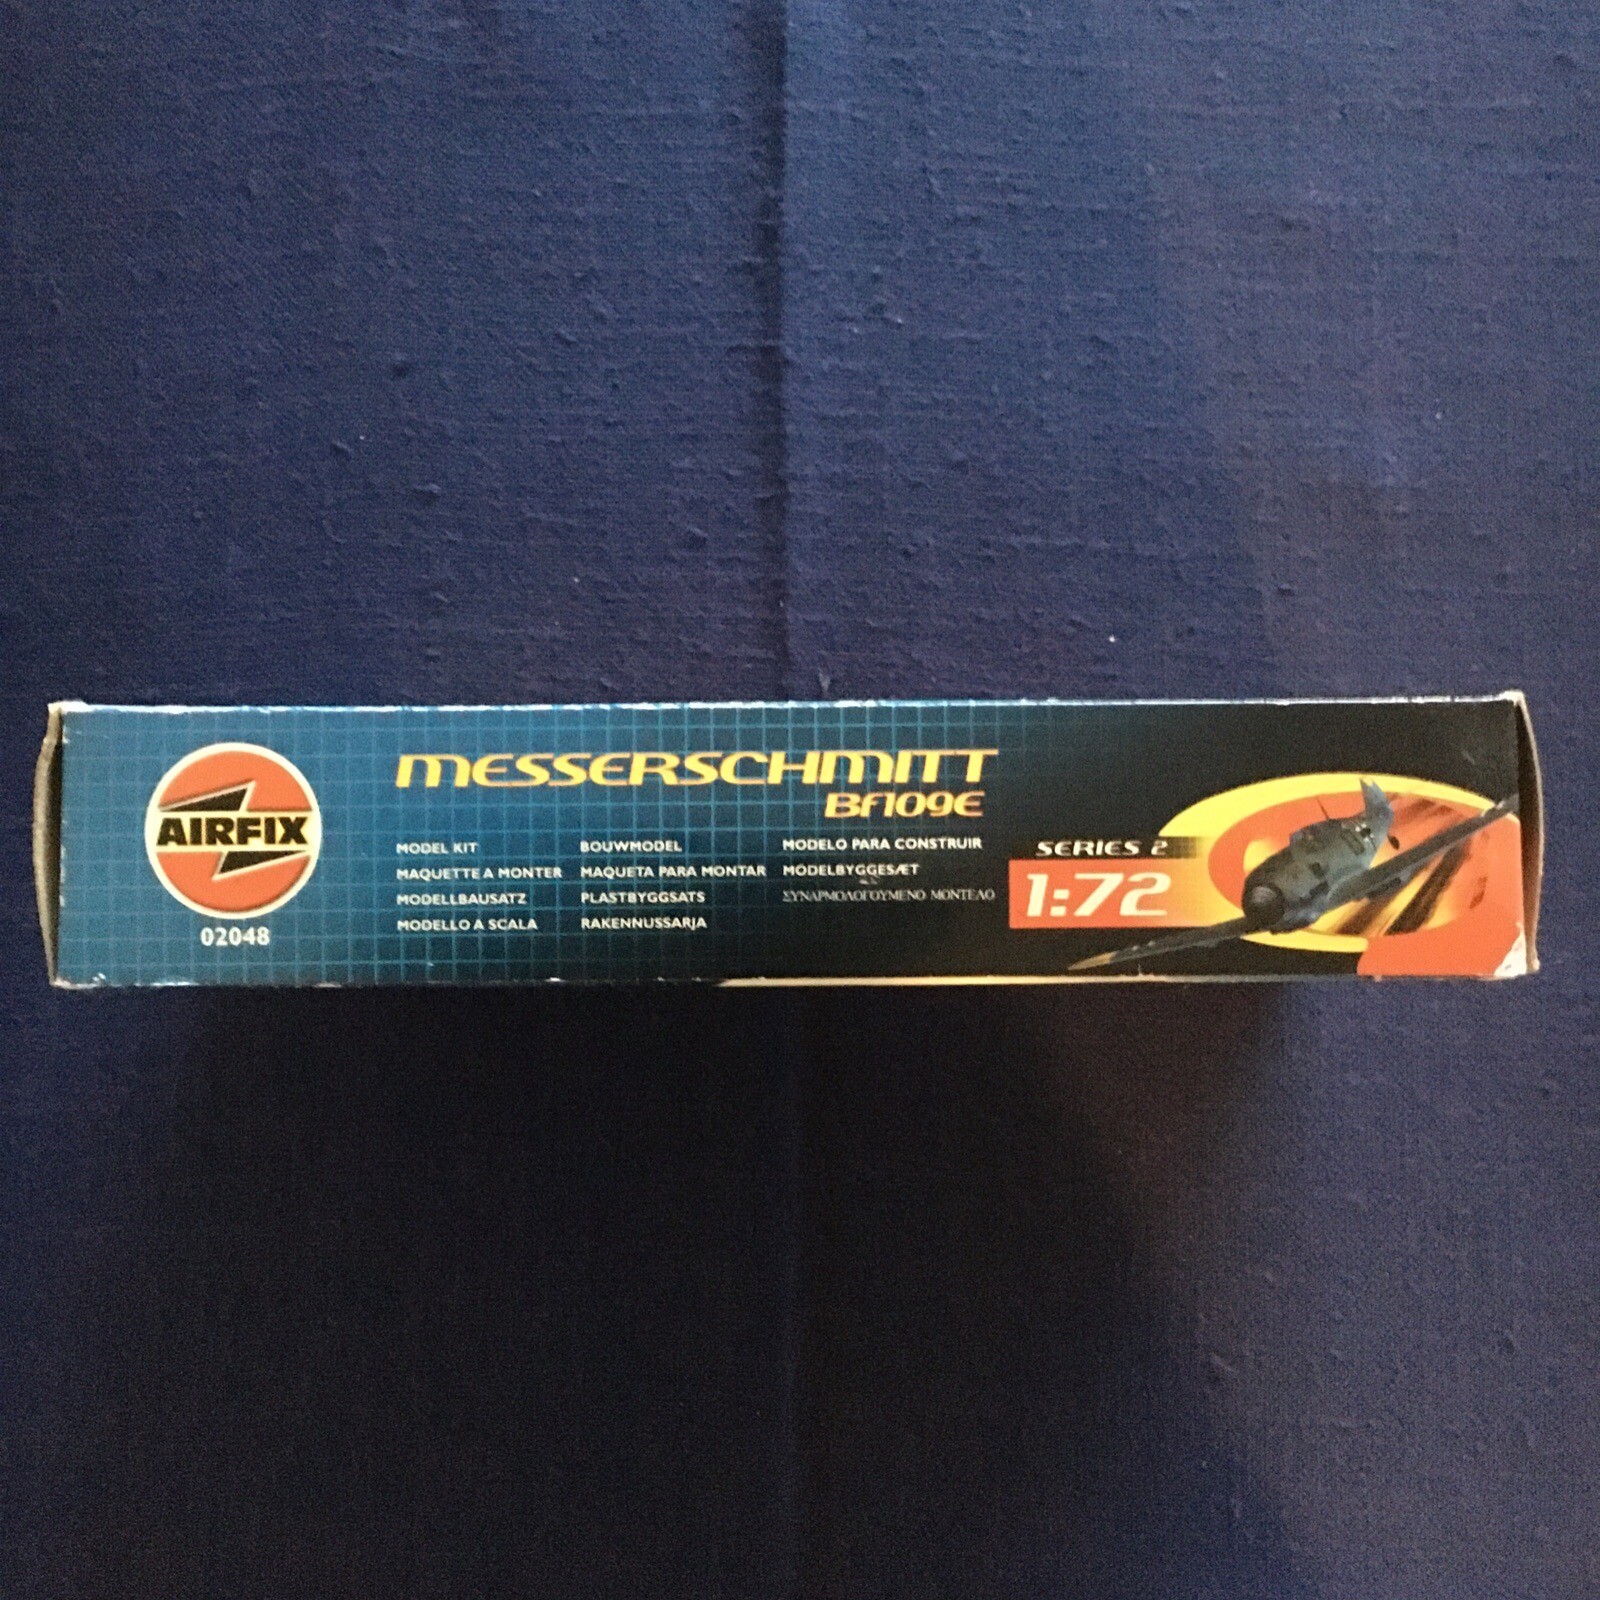 AIRFIX
02048
MESSERSCHMITT
BF109E
MODEL KIT
MAQUETTE A MONTER
MODELLBAUSATZ
MODELLO A SCALA
BOUWMODEL
MAQUETA PARA MONTAR
PLASTBYGGSATS
RAKENNUSSARJA
MODELO PARA CONSTRUIR
MODELBYGGESÆT
ΣΥΝΑΡΜΟΛΟΓΟΥΜΕΝΟ ΜΟΝΤΕΛΟ
SERIES 2
1:72